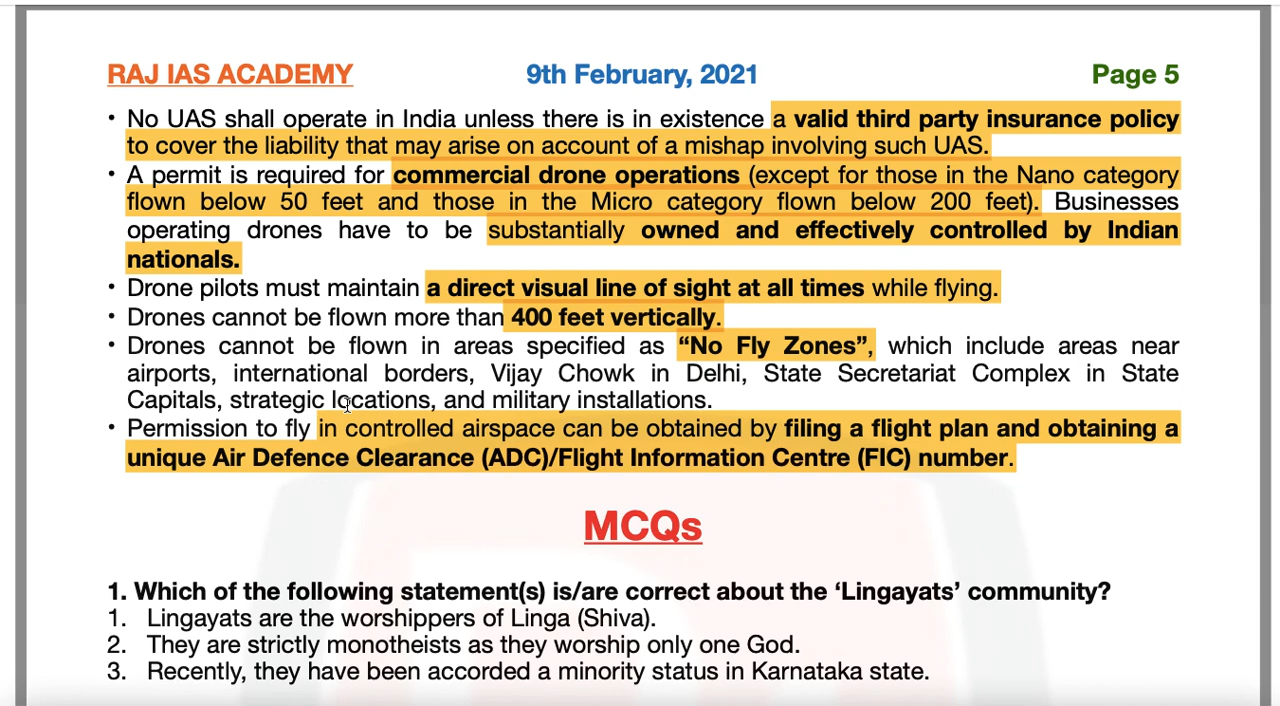 RAJ IAS ACADEMY 9th February, 2021 Page 5
• No UAS shall operate in India unless there is in existence a valid third party insurance policy
to cover the liability that may arise on account of a mishap involving such UAS.
• A permit is required for commercial drone operations (except for those in the Nano category
flown below 50 feet and those in the Micro category flown below 200 feet). Businesses
operating drones have to be substantially owned and effectively controlled by Indian
nationals.
• Drone pilots must maintain a direct visual line of sight at all times while flying.
• Drones cannot be flown more than 400 feet vertically.
• Drones cannot be flown in areas specified as “No Fly Zones”, which include areas near
airports, international borders, Vijay Chowk in Delhi, State Secretariat Complex in State
Capitals, strategic locations, and military installations.
• Permission to fly in controlled airspace can be obtained by filing a flight plan and obtaining a
unique Air Defence Clearance (ADC)/Flight Information Centre (FIC) number.
MCQs
1. Which of the following statement(s) is/are correct about the ‘Lingayats’ community?
1. Lingayats are the worshippers of Linga (Shiva).
2. They are strictly monotheists as they worship only one God.
3. Recently, they have been accorded a minority status in Karnataka state.